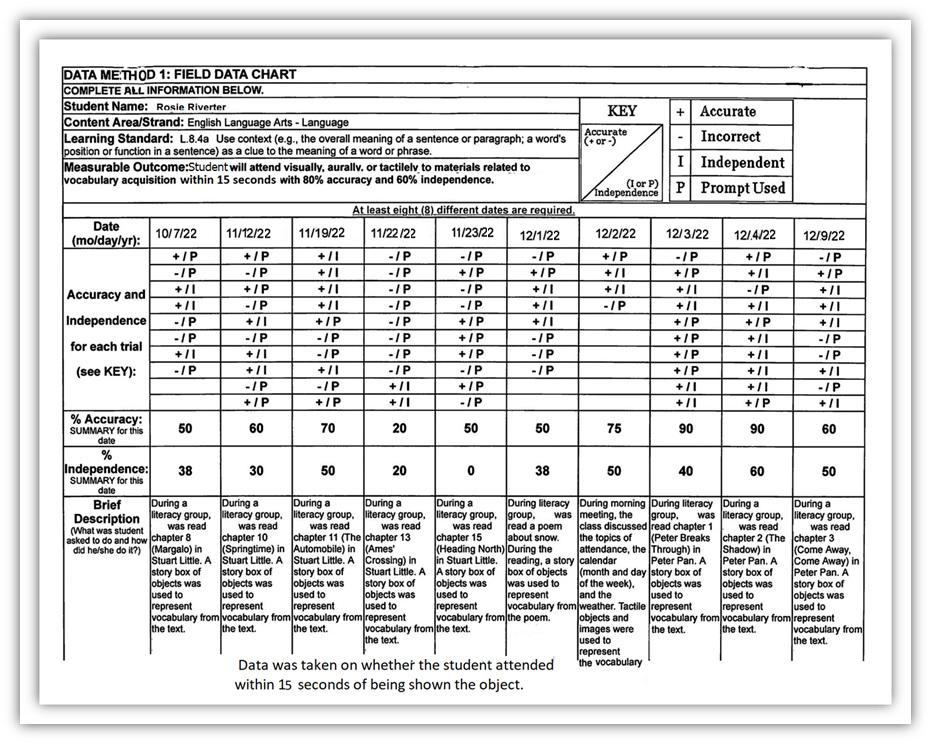 DATA METHOD 1: FIELD DATA CHART
COMPLETE ALL INFORMATION BELOW.
Student Name: Rosie Riverter
Content Area/Strand: English Language Arts - Language
Learning Standard: L.8.4a Use context (e.g., the overall meaning of a sentence or paragraph; a word's
position or function in a sentence) as a clue to the meaning of a word or phrase.
Measurable Outcome:Student will attend visually, aurally. or tactilely to materials related to
vocabulary acquisition within 15 seconds with 80% accuracy and 60% independence.
KEY
Accurate
(+ or -)
(I or P)
Independence
+ Accurate
- Incorrect
I Independent
P Prompt Used
At least eight (8) different dates are required.
Date
(mo/day/yr):
10/7/22 11/12/22 11/19/22 11/22/22 11/23/22 12/1/22 12/2/22 12/3/22 12/.4/22 12/9/22
Accuracy and
Independence
for each trial
(see KEY):
+/P +/P +/I -/P -/P -/P +/P -/P +/P -/P
-/P -/P +/I -/P +/P +/P +/I +/P +/I +/P
+/I +/P +/I -/P +/P +/I +/I +/I -/P +/I
+/I -/P +/I -/P -/P +/I -/P +/I +/I +/I
-/P +/I +/P -/P +/P +/I +/P +/P +/I
-/P -/P -/P -/P -/P -/P +/P +/I -/P
+/I +/I -/P -/P +/P -/P +/P +/I -/P
-/P +/I +/I -/P -/P -/P +/P +/I +/I
-/P -/P +/I +/P +/I +/I -/P
+/P +/P +/I -/P +/I +/P +/I
% Accuracy:
SUMMARY for this
date
50 60 70 20 50 50 75 90 90 60
%
Independence:
SUMMARY for this
date
38 30 50 20 0 38 50 40 60 50
Brief
Description
(What was student
asked to do and how
did he/she do it?)
During a
literacy group,
was read
chapter 8
(Margalo) in
Stuart Little. A
story box of
objects was
used to
represent
vocabulary from
the text.
During a
literacy group,
was read
chapter 10
(Springtime) in
Stuart Little. A
story box of
objects was
used to
represent
vocabulary from
the text.
During a
literacy group,
was read
chapter 11 (The
Automobile) in
Stuart Little. A
story box of
objects was
used to
represent
vocabulary from
the text.
During a
literacy group,
was read
chapter 13
(Ames'
Crossing) in
Stuart Little. A
story box of
objects was
used to
represent
vocabulary from
the text.
During a
literacy group,
was read
chapter 15
(Heading North)
in Stuart Little.
A story box of
objects was
used to
represent
vocabulary from
the text.
During literacy
group, was
read a poem
about snow.
During the
reading, a story
box of objects
was used to
represent
vocabulary from
the poem.
During morning
meeting, the
class discussed
the topics of
attendance, the
calendar
(month and day
of the week),
and the
weather. Tactile
objects and
images were
used to
represent
the vocabulary
During literacy
group, was
read chapter 1
(Peter Breaks
Through) in
Peter Pan. A
story box of
objects was
used to
represent
vocabulary from
the text.
During a
literacy group,
was read
chapter 2 (The
Shadow) in
Peter Pan. A
story box of
objects was
used to
represent
vocabulary from
the text.
During a
literacy group,
was read
chapter 3
(Come Away,
Come Away) in
Peter Pan. A
story box of
objects was
used to
represent
vocabulary from
the text.
Data was taken on whether the student attended
within 15 seconds of being shown the object.